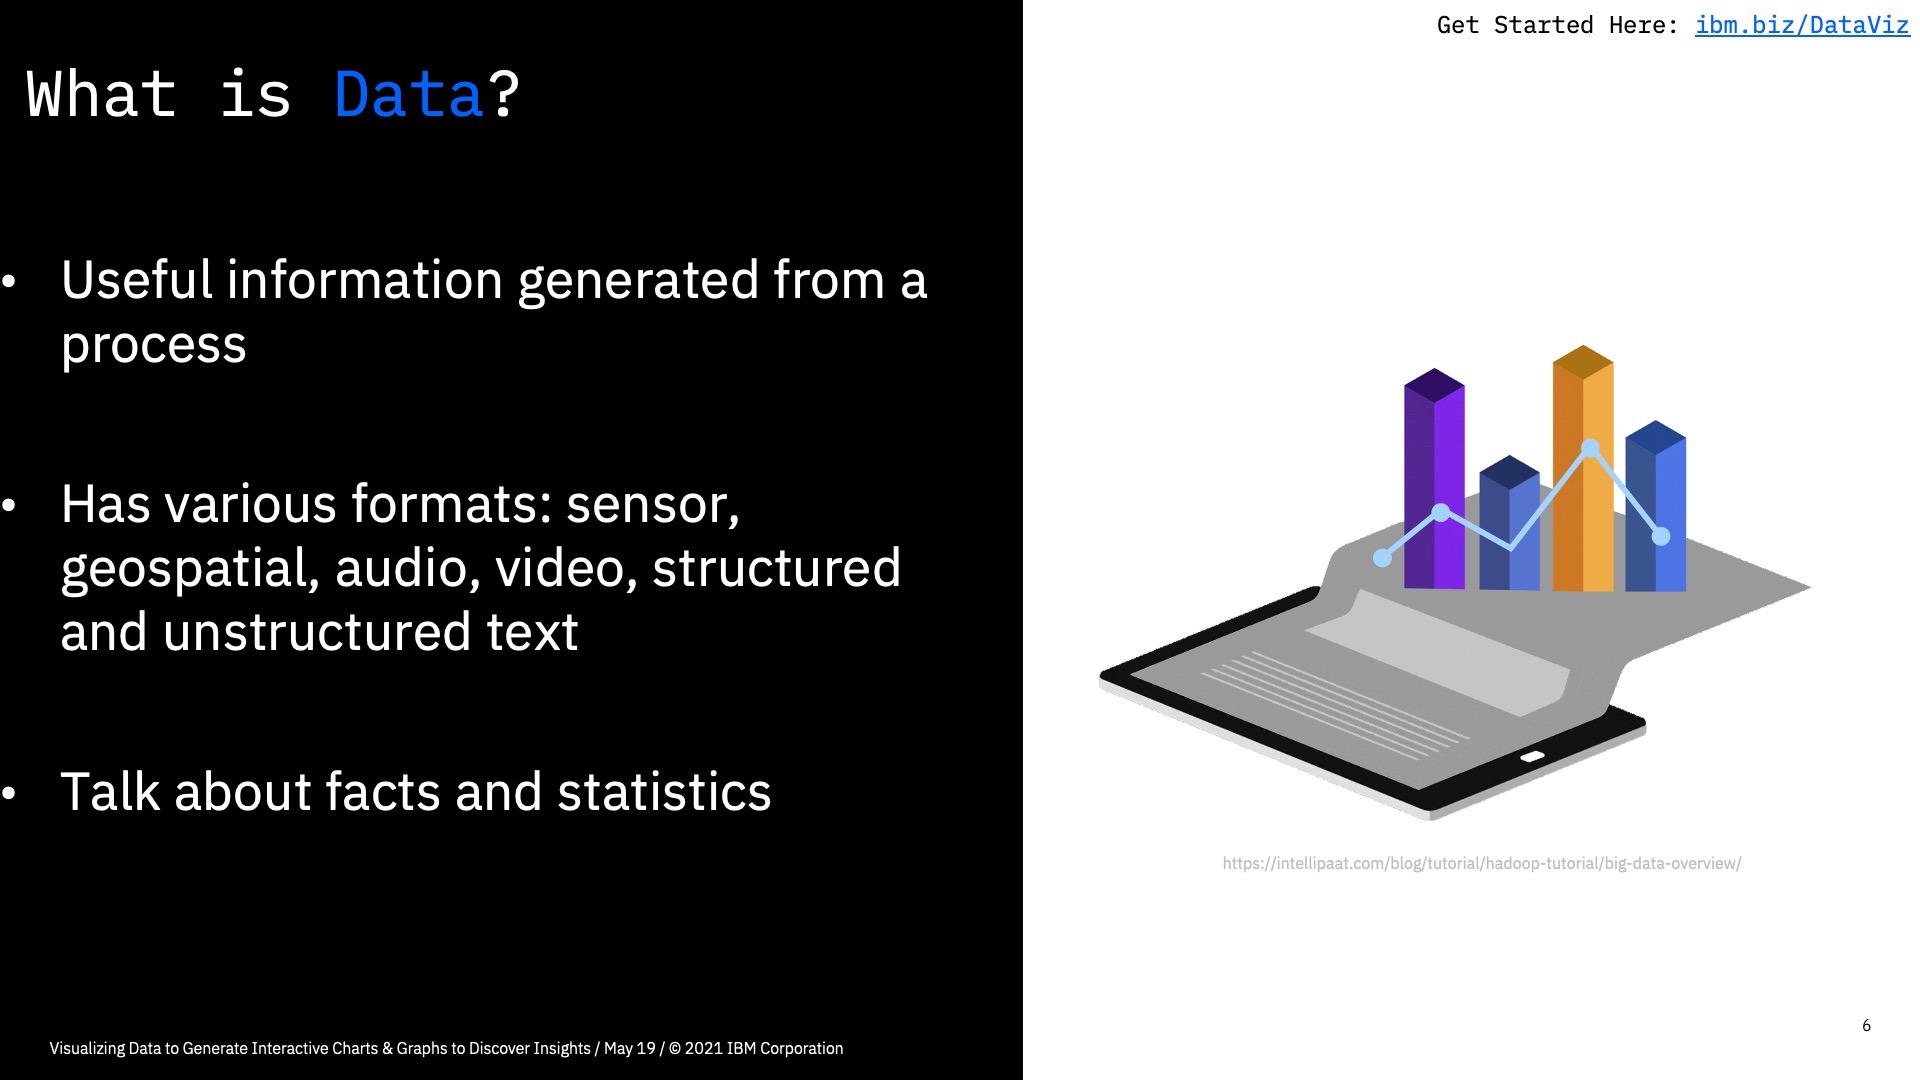 Get Started Here: ibm.biz/DataViz
What is Data?
• Useful information generated from a
process
• Has various formats: sensor,
geospatial, audio, video, structured
and unstructured text
• Talk about facts and statistics
https://intellipaat.com/blog/tutorial/hadoop-tutorial/big-data-overview/
6
Visualizing Data to Generate Interactive Charts & Graphs to Discover Insights / May 19 / © 2021 IBM Corporation